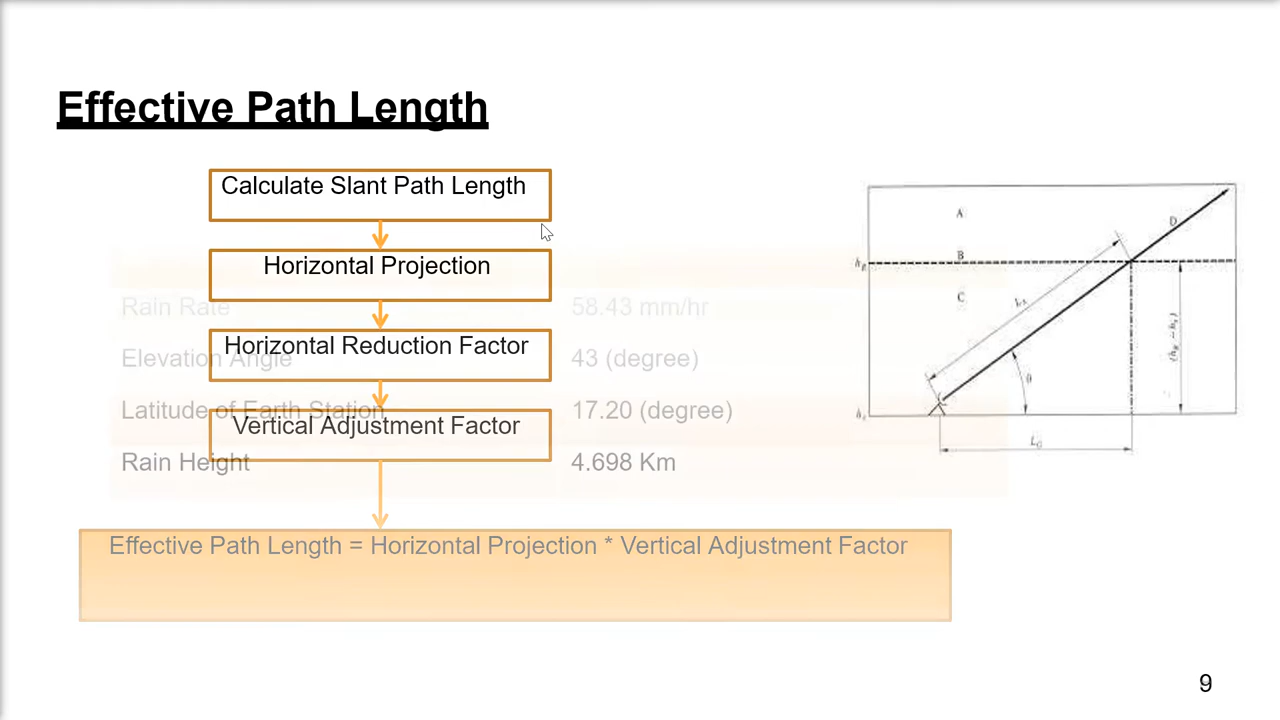 Effective Path Length
Calculate Slant Path Length
Horizontal Projection
Rain Rate 58.43 mm/hr
Horizontal Reduction Factor
Elevation Angle 43 (degree)
Latitude of Earth Station 17.20 (degree)
Vertical Adjustment Factor
Rain Height 4.698 Km
Effective Path Length = Horizontal Projection * Vertical Adjustment Factor
A
D
B
C
θ
L_G
9